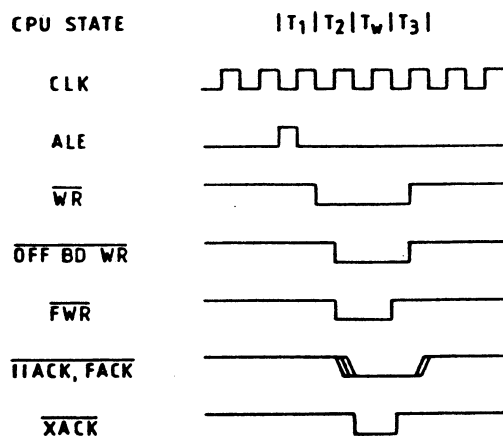 CPU STATE |T1|T2|Tw|T3|
CLK
ALE
WR
OFF BD WR
FWR
IIACK, FACK
XACK